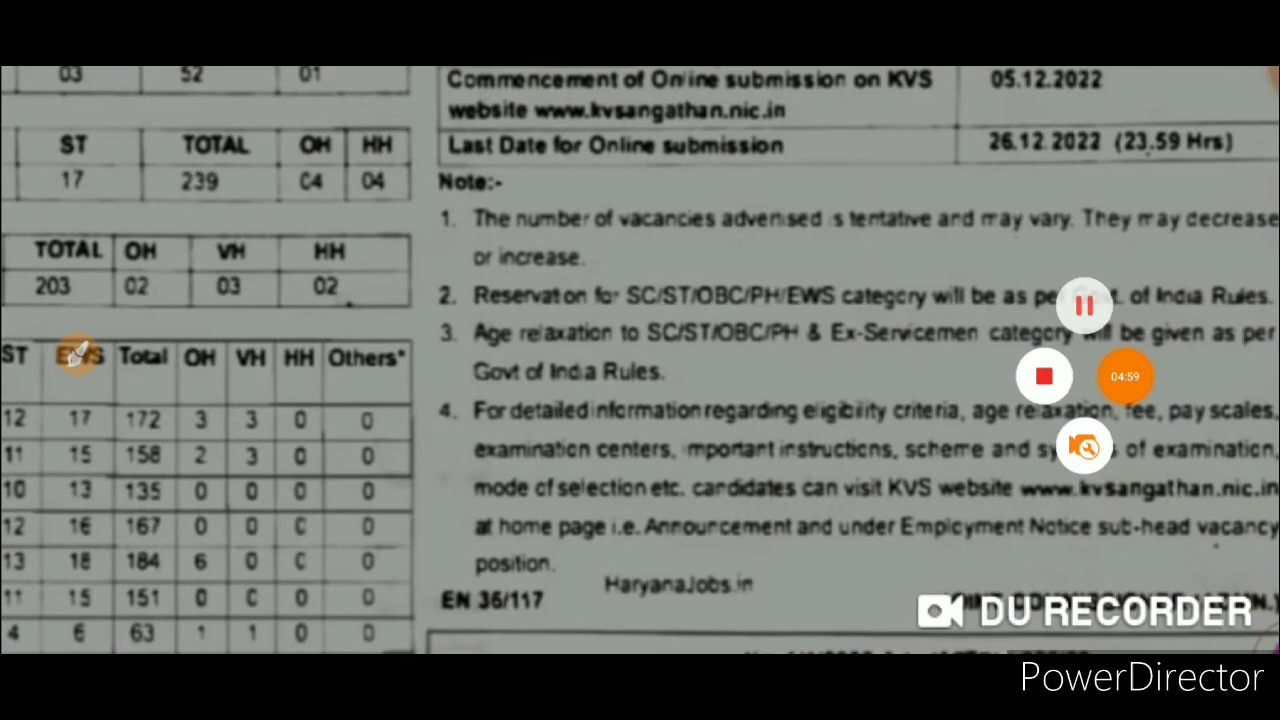 03 52 01
ST TOTAL OH HH
17 239 04 04
TOTAL OH VH HH
203 02 03 02
ST EWS Total OH VH HH Others*
12 17 172 3 3 0 0
11 15 158 2 3 0 0
10 13 135 0 0 0 0
12 16 167 0 0 0 0
13 18 184 6 0 0 0
11 15 151 0 0 0 0
4 6 63 1 1 0 0
Commencement of Online submission on KVS 05.12.2022
website www.kvsangathan.nic.in
Last Date for Online submission 26.12.2022 (23.59 Hrs)
Note:-
1. The number of vacancies advertised is tentative and may vary. They may decrease
or increase.
2. Reservation for SC/ST/OBC/PH/EWS category will be as per Govt. of India Rules.
3. Age relaxation to SC/ST/OBC/PH & Ex-Servicemen category will be given as per
Govt of India Rules.
4. For detailed information regarding eligibility criteria, age relaxation, fee, pay scales,
examination centers, important instructions, scheme and of examination,
mode of selection etc. candidates can visit KVS website www.kvsangathan.nic.in
at home page i.e. Announcement and under Employment Notice sub-head vacancy
position.
HaryanaJobs.in
EN 36/117
04:59
DU RECORDER
PowerDirector